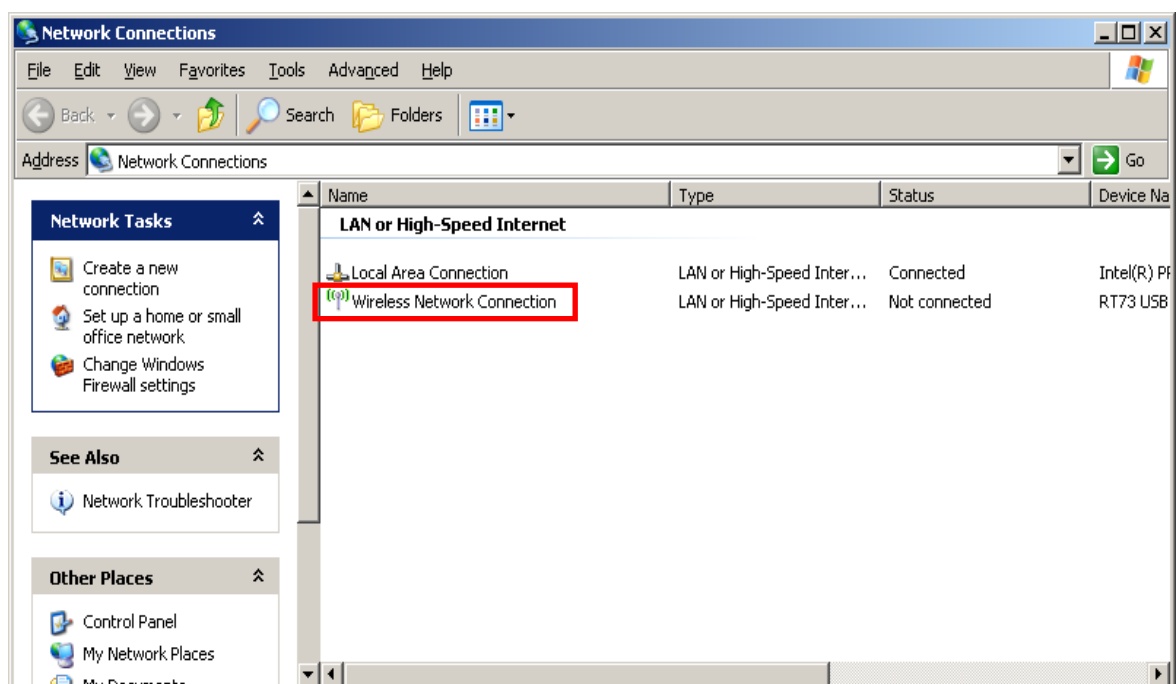 Network Connections
File Edit View Favorites Tools Advanced Help
Back Search Folders
Address Network Connections Go
Network Tasks
Create a new
connection
Set up a home or small
office network
Change Windows
Firewall settings
See Also
Network Troubleshooter
Other Places
Control Panel
My Network Places
My Documents
Name Type Status Device Na
LAN or High-Speed Internet
Local Area Connection LAN or High-Speed Inter... Connected Intel(R) PR
Wireless Network Connection LAN or High-Speed Inter... Not connected RT73 USB